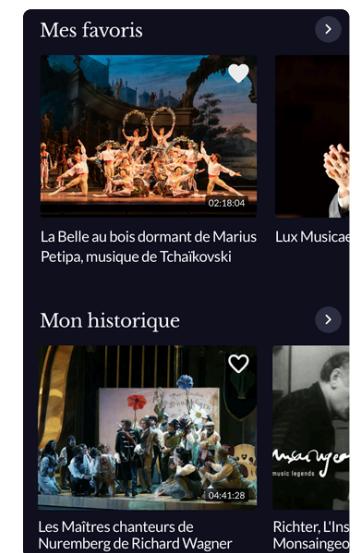 Mes favoris
02:18:04
La Belle au bois dormant de Marius
Petipa, musique de Tchaïkovski
Lux Musicae
Mon historique
04:41:28
music legends
Les Maîtres chanteurs de
Nuremberg de Richard Wagner
Richter, L'Ins
Monsaingeo